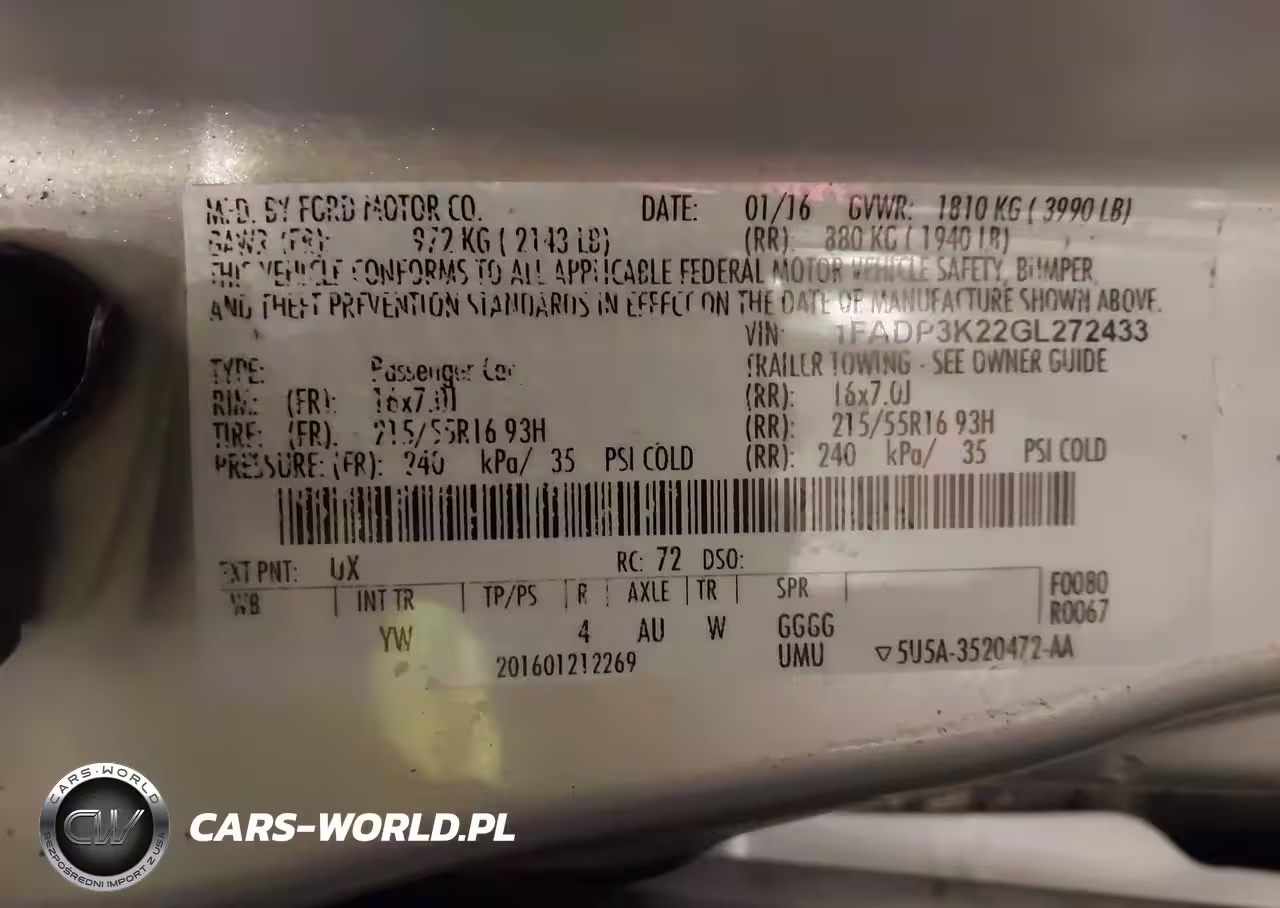 MFD. BY FORD MOTOR CO. DATE: 01/16 GVWR: 1810 KG ( 3990 LB)
GAWR (FR): 972 KG ( 2143 LB) (RR): 880 KG ( 1940 LB)
THIS VEHICLE CONFORMS TO ALL APPLICABLE FEDERAL MOTOR VEHICLE SAFETY, BUMPER,
AND THEFT PREVENTION STANDARDS IN EFFECT ON THE DATE OF MANUFACTURE SHOWN ABOVE.
VIN: 1FADP3K22GL272433
TYPE: Passenger Car TRAILER TOWING - SEE OWNER GUIDE
RIM: (FR): 16x7.0J (RR): 16x7.0J
TIRE: (FR): 215/55R16 93H (RR): 215/55R16 93H
PRESSURE: (FR): 240 kPa/ 35 PSI COLD (RR): 240 kPa/ 35 PSI COLD
EXT PNT: UX RC: 72 DSO:
WB INT TR TP/PS R AXLE TR SPR F0080
R0067
YW 4 AU W GGGG
201601212269 UMU ▽5U5A-3520472-AA
CARS-WORLD
CW
BEZPOŚREDNI IMPORT Z USA
CARS-WORLD.PL